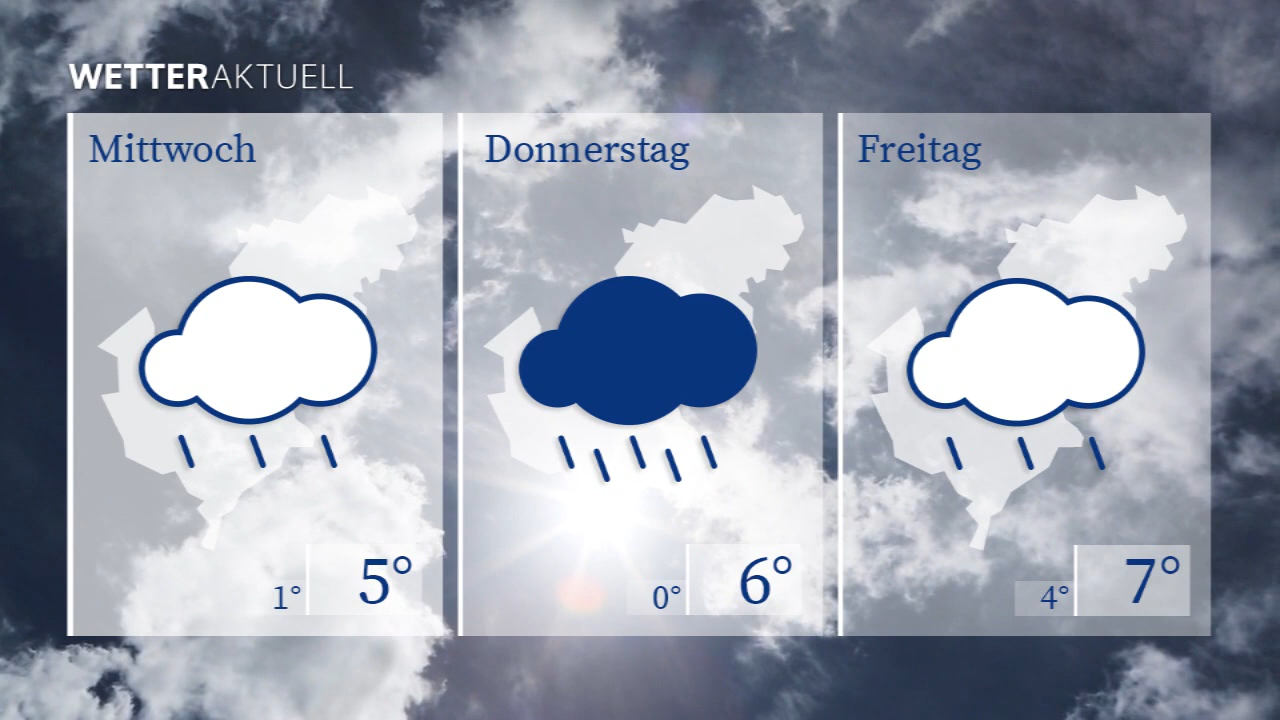 WETTERAKTUELL
Mittwoch
Donnerstag
Freitag
1° 5°
0° 6°
4° 7°